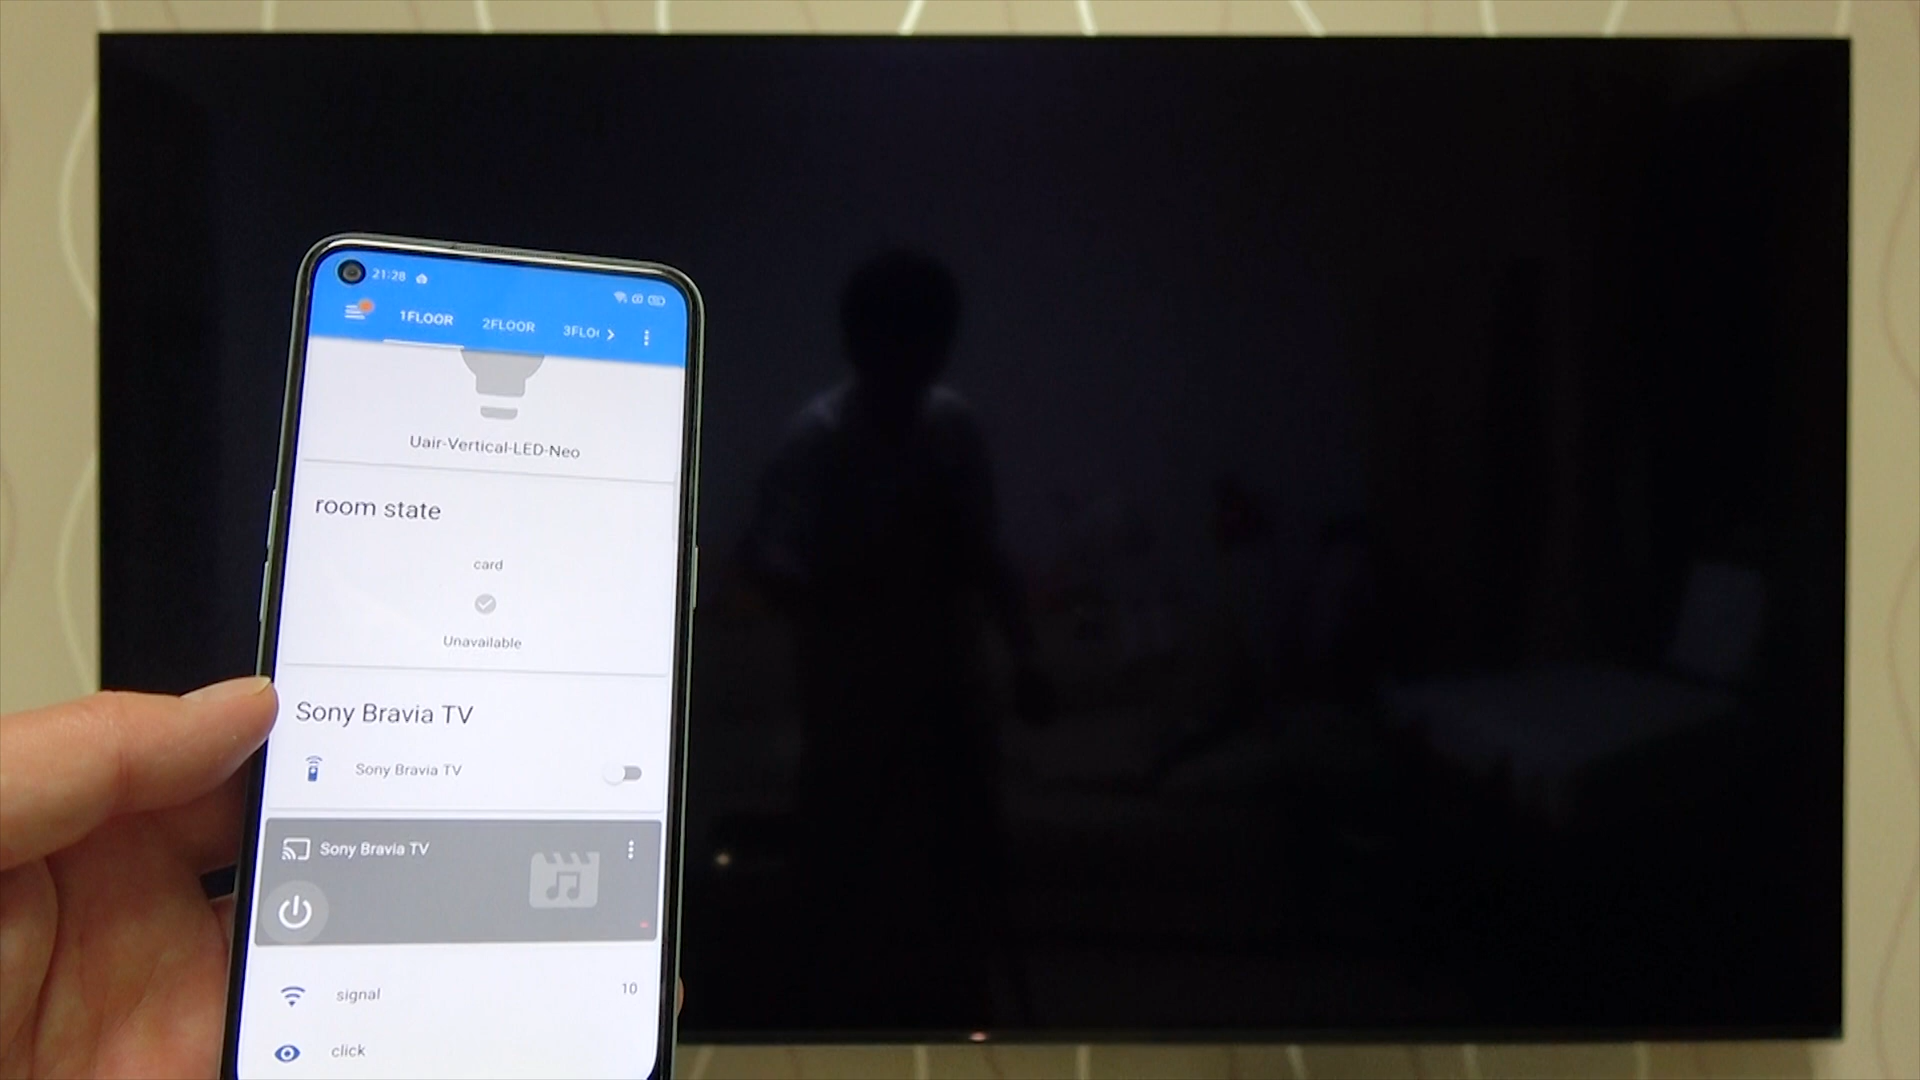 21:28
1FLOOR 2FLOOR 3FLO
Uair-Vertical-LED-Neo
room state
card
Unavailable
Sony Bravia TV
Sony Bravia TV
Sony Bravia TV
signal 10
click